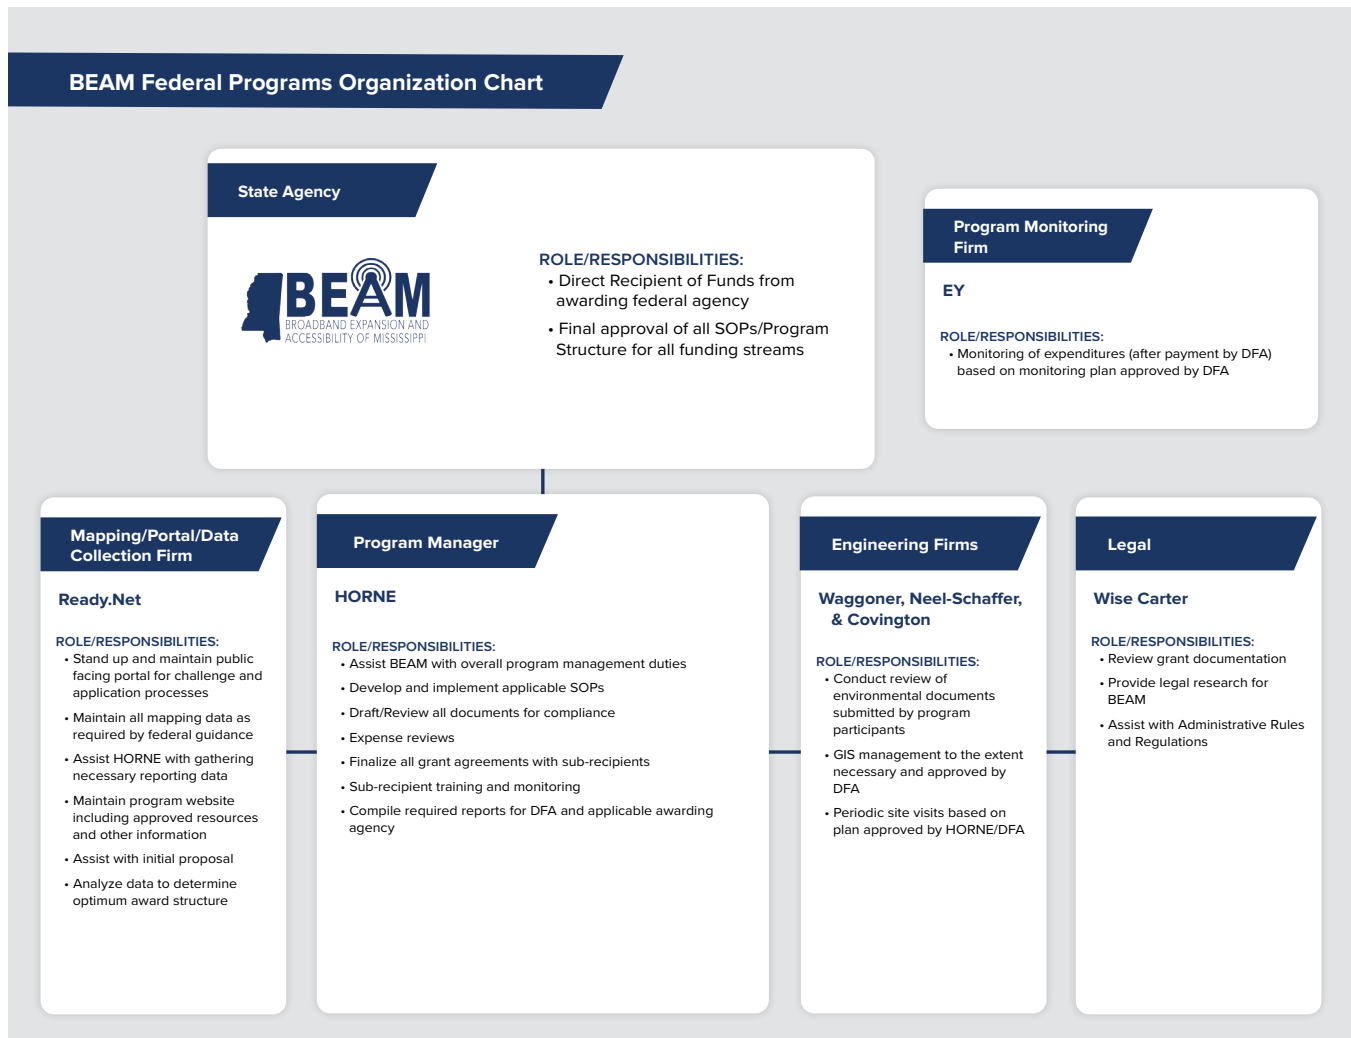 BEAM Federal Programs Organization Chart
State Agency
BEAM
BROADBAND EXPANSION AND
ACCESSIBILITY OF MISSISSIPPI
ROLE/RESPONSIBILITIES:
• Direct Recipient of Funds from
awarding federal agency
• Final approval of all SOPs/Program
Structure for all funding streams
Program Monitoring
Firm
EY
ROLE/RESPONSIBILITIES:
• Monitoring of expenditures (after payment by DFA)
based on monitoring plan approved by DFA
Mapping/Portal/Data
Collection Firm
Ready.Net
ROLE/RESPONSIBILITIES:
• Stand up and maintain public
facing portal for challenge and
application processes
• Maintain all mapping data as
required by federal guidance
• Assist HORNE with gathering
necessary reporting data
• Maintain program website
including approved resources
and other information
• Assist with initial proposal
• Analyze data to determine
optimum award structure
Program Manager
HORNE
ROLE/RESPONSIBILITIES:
• Assist BEAM with overall program management duties
• Develop and implement applicable SOPs
• Draft/Review all documents for compliance
• Expense reviews
• Finalize all grant agreements with sub-recipients
• Sub-recipient training and monitoring
• Compile required reports for DFA and applicable awarding
agency
Engineering Firms
Waggoner, Neel-Schaffer,
& Covington
ROLE/RESPONSIBILITIES:
• Conduct review of
environmental documents
submitted by program
participants
• GIS management to the extent
necessary and approved by
DFA
• Periodic site visits based on
plan approved by HORNE/DFA
Legal
Wise Carter
ROLE/RESPONSIBILITIES:
• Review grant documentation
• Provide legal research for
BEAM
• Assist with Administrative Rules
and Regulations